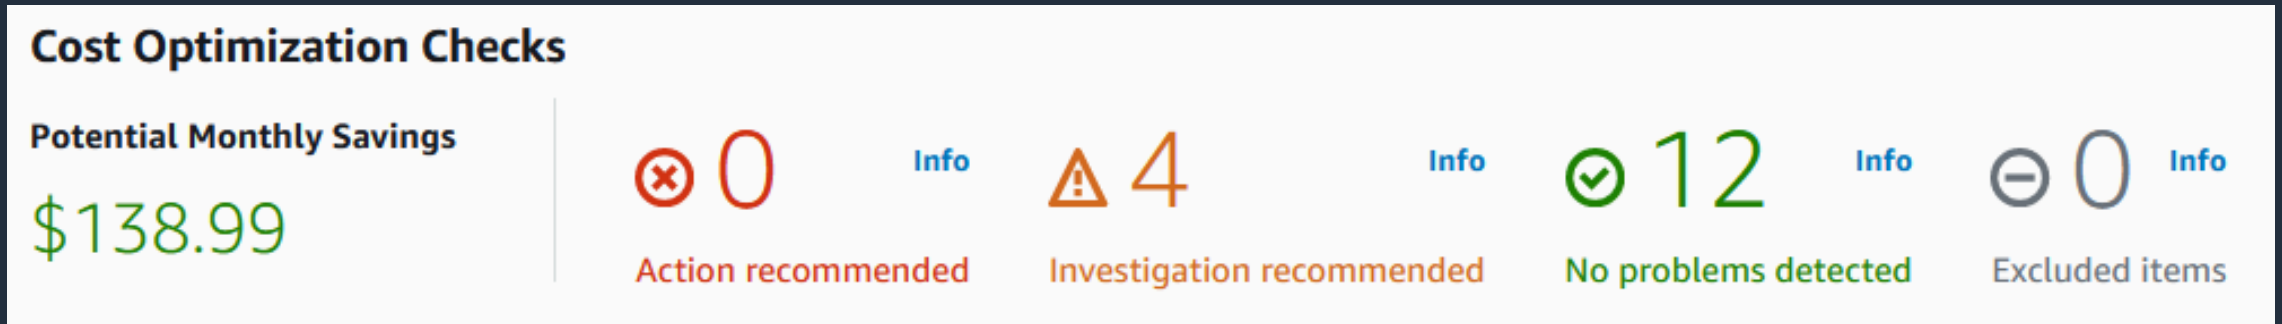 Cost Optimization Checks
Potential Monthly Savings
$138.99
0 Info
Action recommended
4 Info
Investigation recommended
12 Info
No problems detected
0 Info
Excluded items